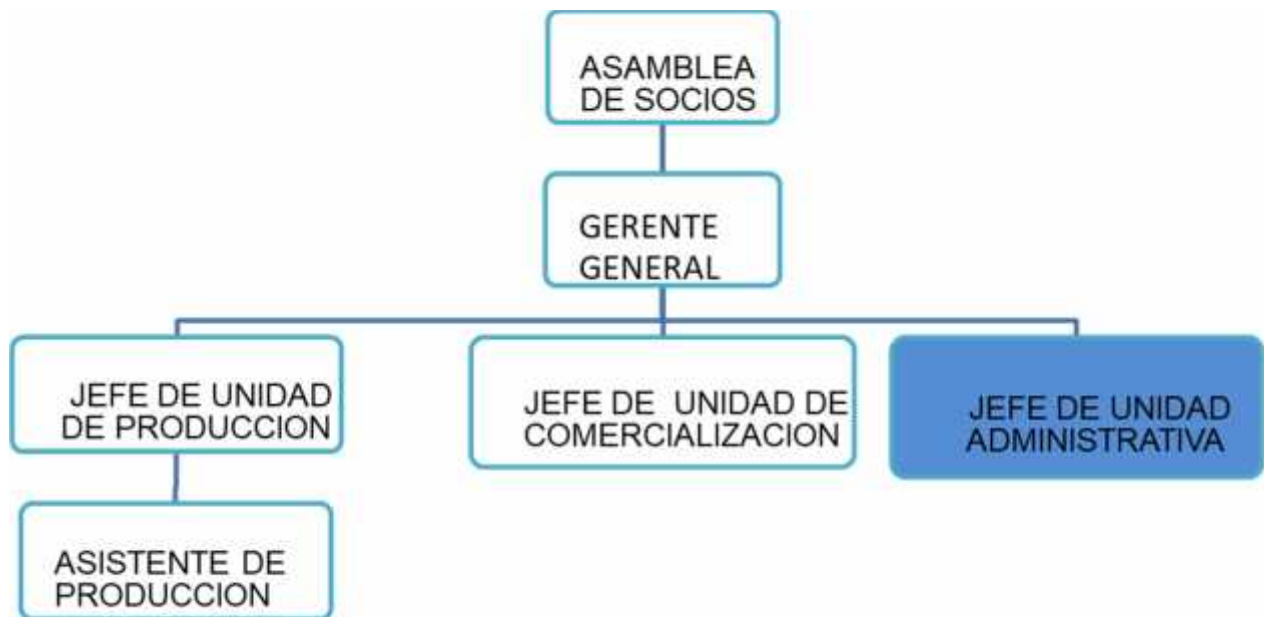 ASAMBLEA
DE SOCIOS
GERENTE
GENERAL
JEFE DE UNIDAD
DE PRODUCCION
JEFE DE UNIDAD DE
COMERCIALIZACION
JEFE DE UNIDAD
ADMINISTRATIVA
ASISTENTE DE
PRODUCCION